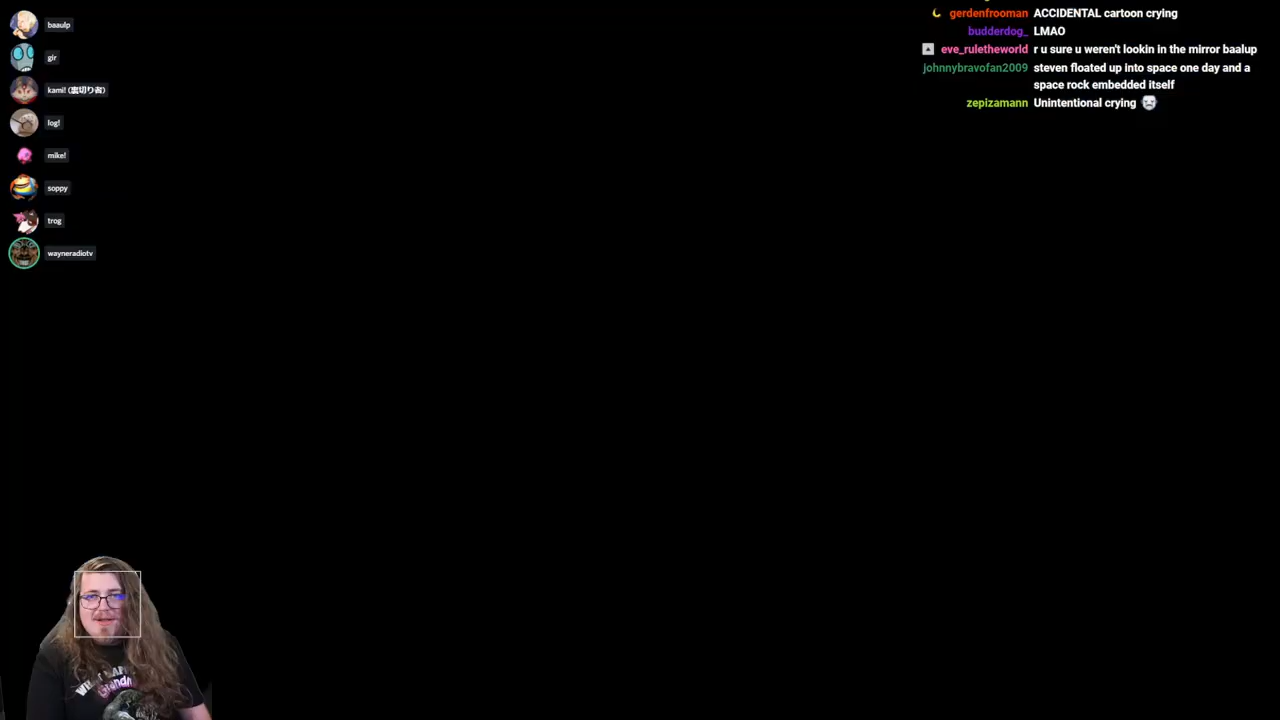 baaulp
glr
kami! (裏切り者)
log!
mike!
soppy
trog
wayneradiotv
gerdenfrooman ACCIDENTAL cartoon crying
budderdog_ LMAO
eve_ruletheworld r u sure u weren't lookin in the mirror baalup
johnnybravofan2009 steven floated up into space one day and a
space rock embedded itself
zepizamann Unintentional crying